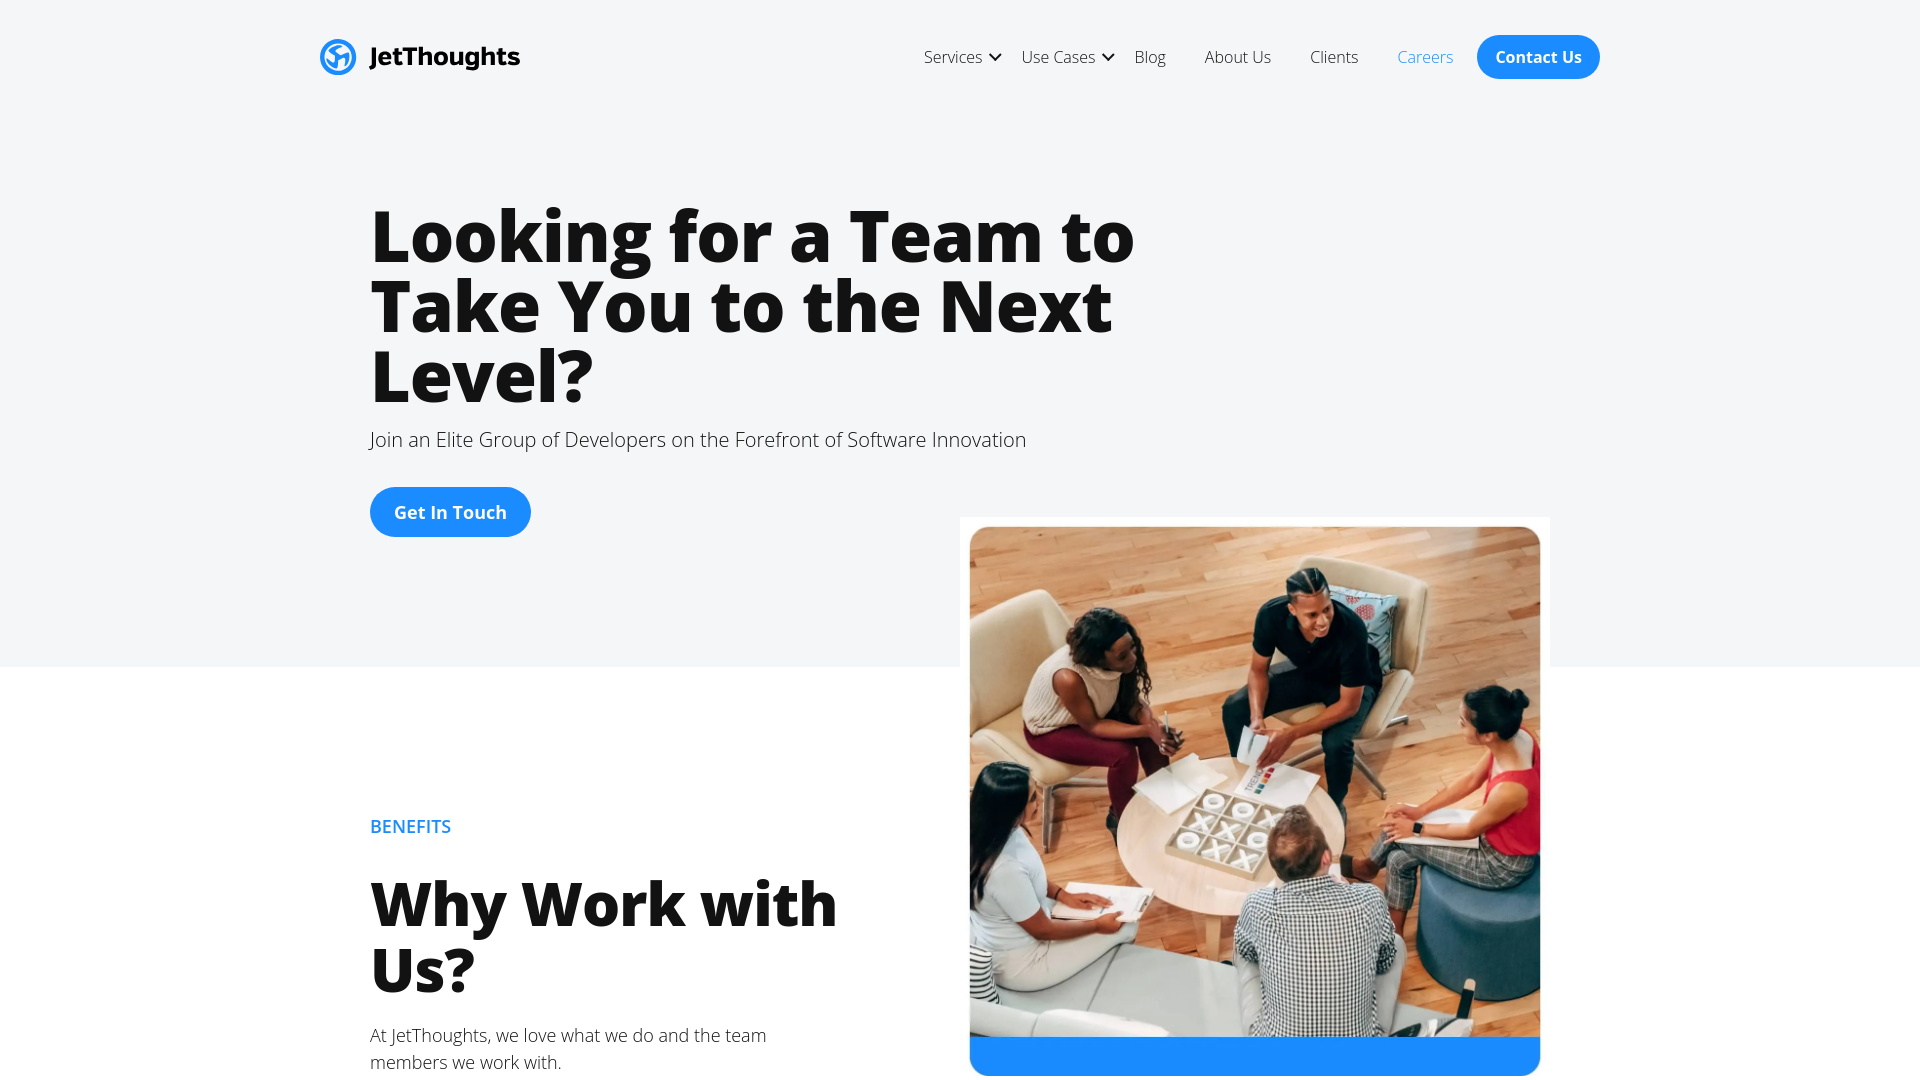 JetThoughts
Services
Use Cases
Blog
About Us
Clients
Careers
Contact Us
Looking for a Team to
Take You to the Next
Level?
Join an Elite Group of Developers on the Forefront of Software Innovation
Get In Touch
BENEFITS
Why Work with
Us?
At JetThoughts, we love what we do and the team
members we work with.